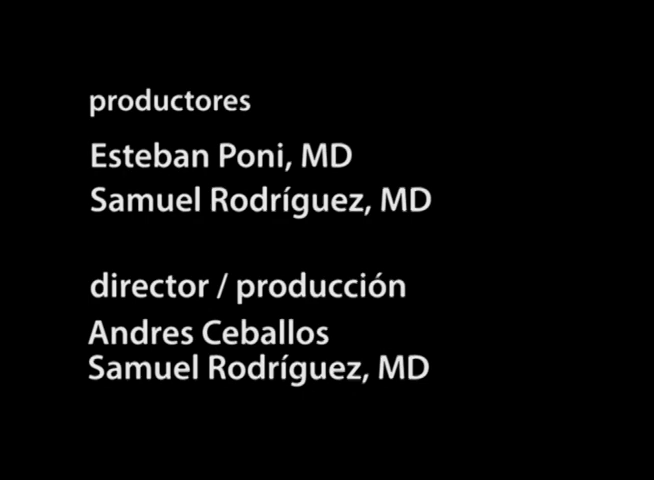 productores
Esteban Poni, MD
Samuel Rodríguez, MD
director / producción
Andres Ceballos
Samuel Rodríguez, MD